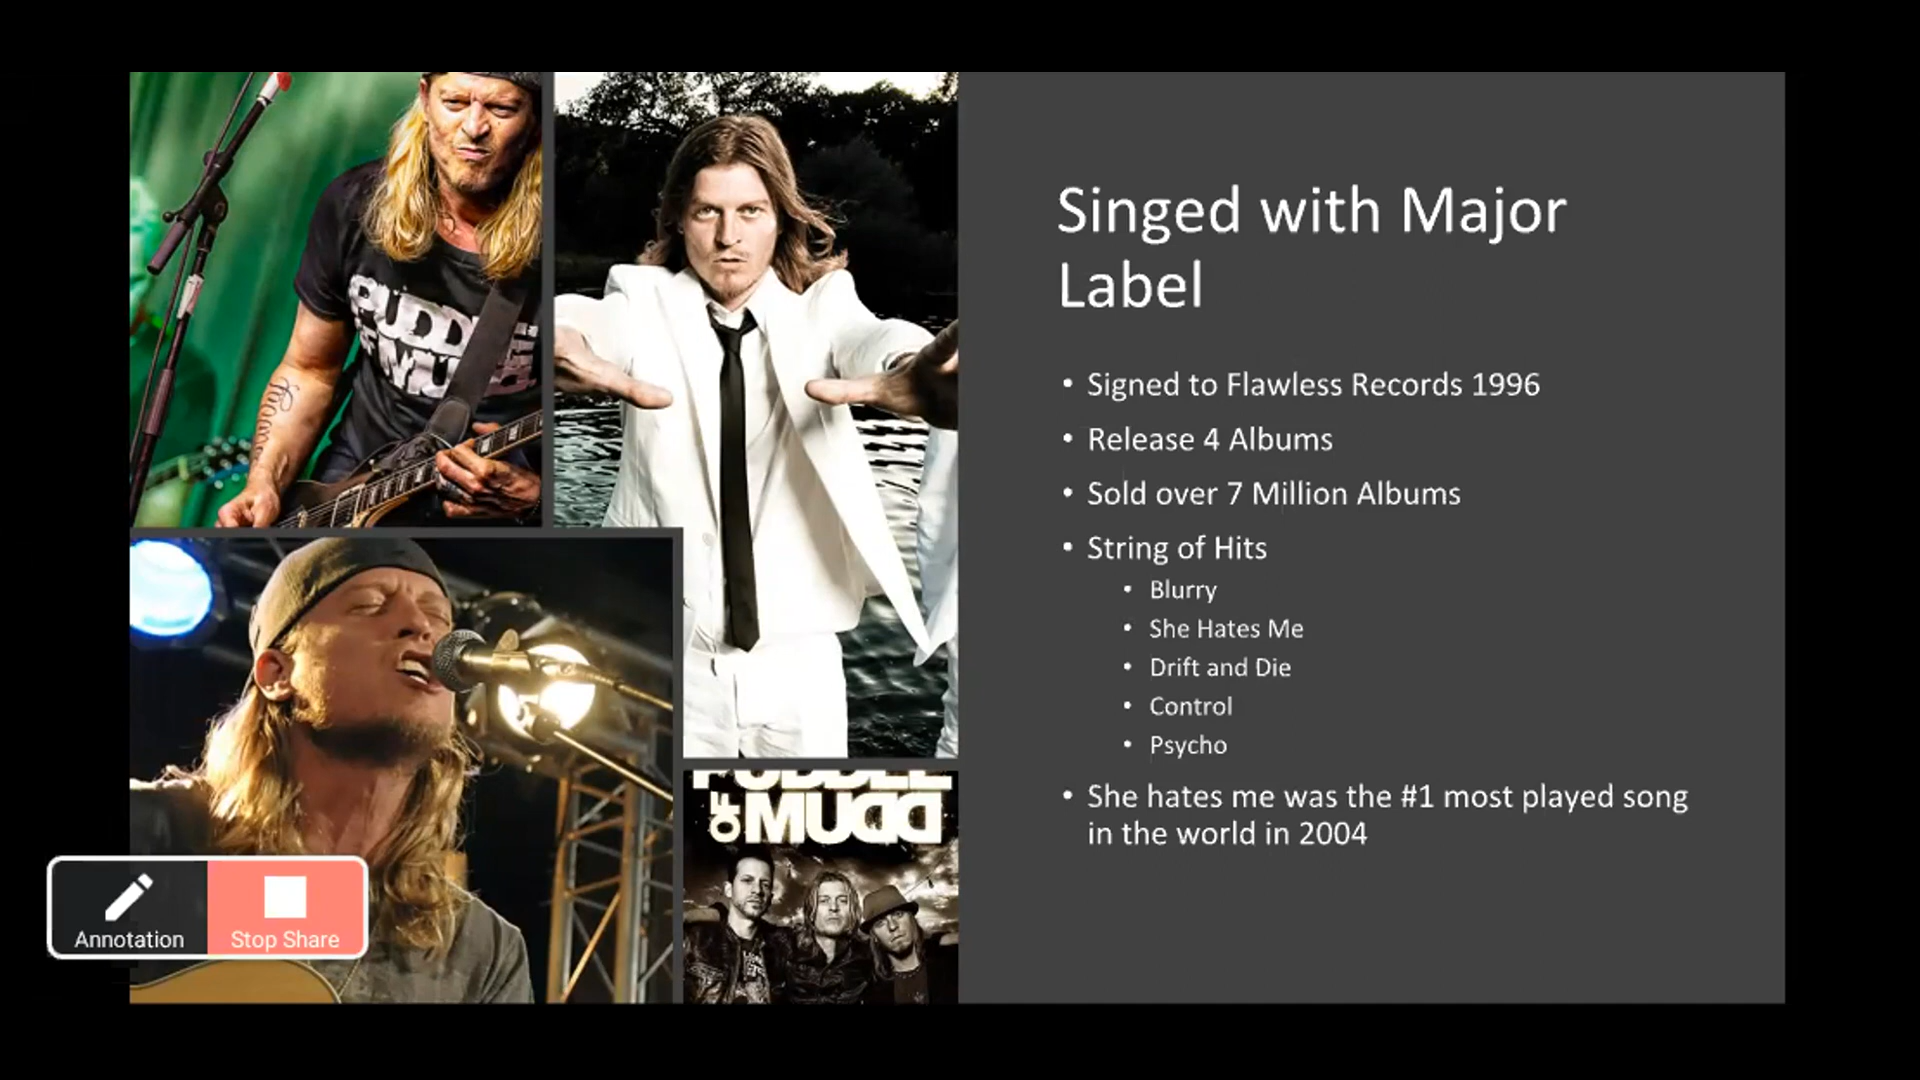 PUDDLE
OF MUDD
Singed with Major
Label
• Signed to Flawless Records 1996
• Release 4 Albums
• Sold over 7 Million Albums
• String of Hits
• Blurry
• She Hates Me
• Drift and Die
• Control
• Psycho
• She hates me was the #1 most played song
in the world in 2004
Annotation
Stop Share